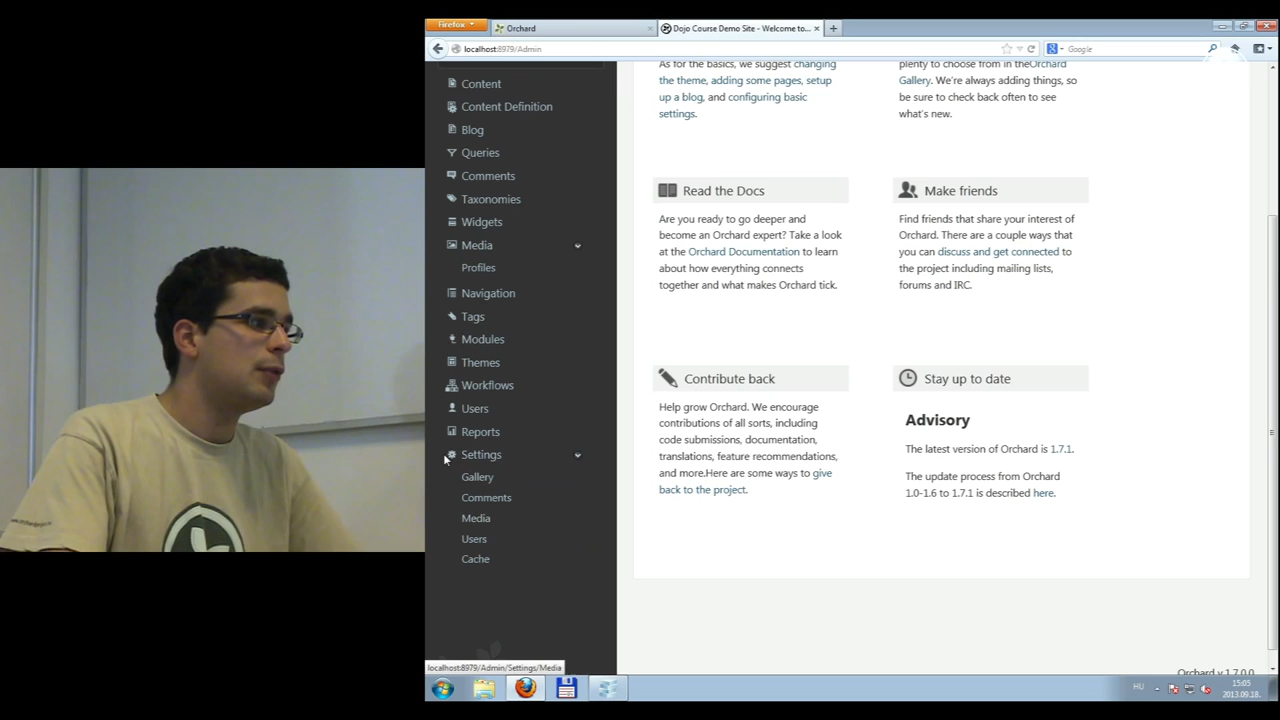 Firefox
Orchard
Dojo Course Demo Site - Welcome to...
localhost:8979/Admin
Google
Content
Content Definition
Blog
Queries
Comments
Taxonomies
Widgets
Media
Profiles
Navigation
Tags
Modules
Themes
Workflows
Users
Reports
Settings
Gallery
Comments
Media
Users
Cache
As for the basics, we suggest changing
the theme, adding some pages, setup
up a blog, and configuring basic
settings.
plenty to choose from in theOrchard
Gallery. We're always adding things, so
be sure to check back often to see
what's new.
Read the Docs
Are you ready to go deeper and
become an Orchard expert? Take a look
at the Orchard Documentation to learn
about how everything connects
together and what makes Orchard tick.
Make friends
Find friends that share your interest of
Orchard. There are a couple ways that
you can discuss and get connected to
the project including mailing lists,
forums and IRC.
Contribute back
Help grow Orchard. We encourage
contributions of all sorts, including
code submissions, documentation,
translations, feature recommendations,
and more.Here are some ways to give
back to the project.
Stay up to date
Advisory
The latest version of Orchard is 1.7.1.
The update process from Orchard
1.0-1.6 to 1.7.1 is described here.
Orchard v 1.7.0.0
localhost:8979/Admin/Settings/Media
HU
15:05
2013.09.18.